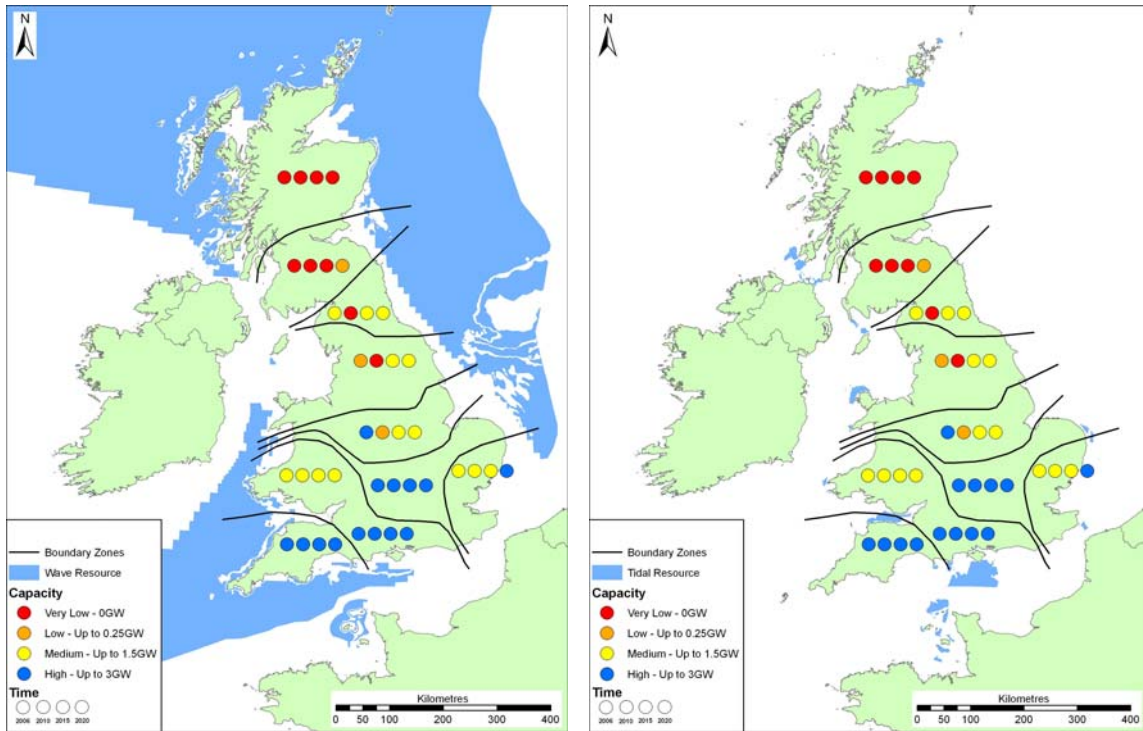 N
Boundary Zones
Wave Resource
Capacity
Very Low - 0GW
Low - Up to 0.25GW
Medium - Up to 1.5GW
High - Up to 3GW
Time
2006 2010 2015 2020
Kilometres
0 50 100 200 300 400
N
Boundary Zones
Tidal Resource
Capacity
Very Low - 0GW
Low - Up to 0.25GW
Medium - Up to 1.5GW
High - Up to 3GW
Time
2006 2010 2015 2020
Kilometres
0 50 100 200 300 400